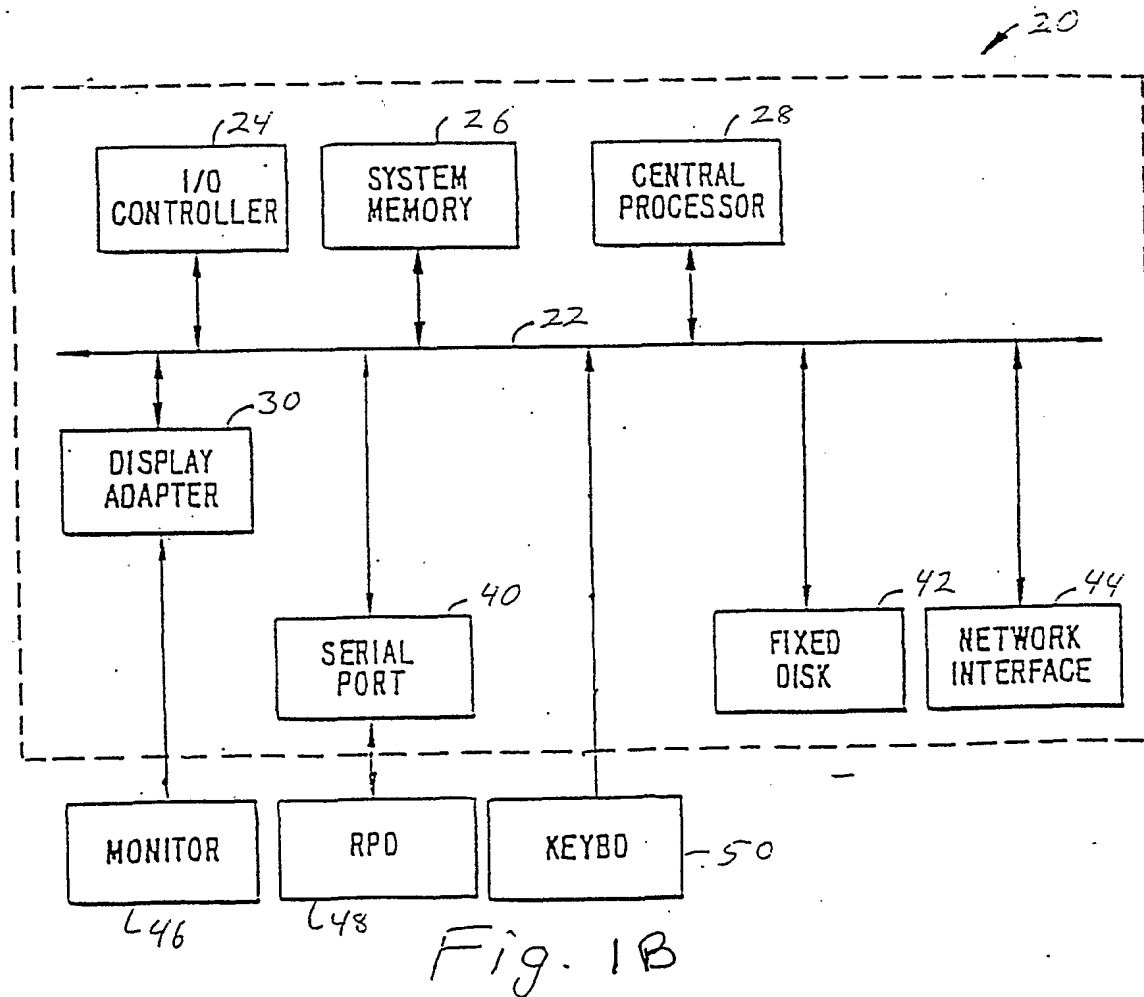 20
24
26
28
I/O
CONTROLLER
SYSTEM
MEMORY
CENTRAL
PROCESSOR
22
30
DISPLAY
ADAPTER
40
SERIAL
PORT
42
FIXED
DISK
44
NETWORK
INTERFACE
MONITOR
46
RPD
48
KEYBD
50
Fig. 1B